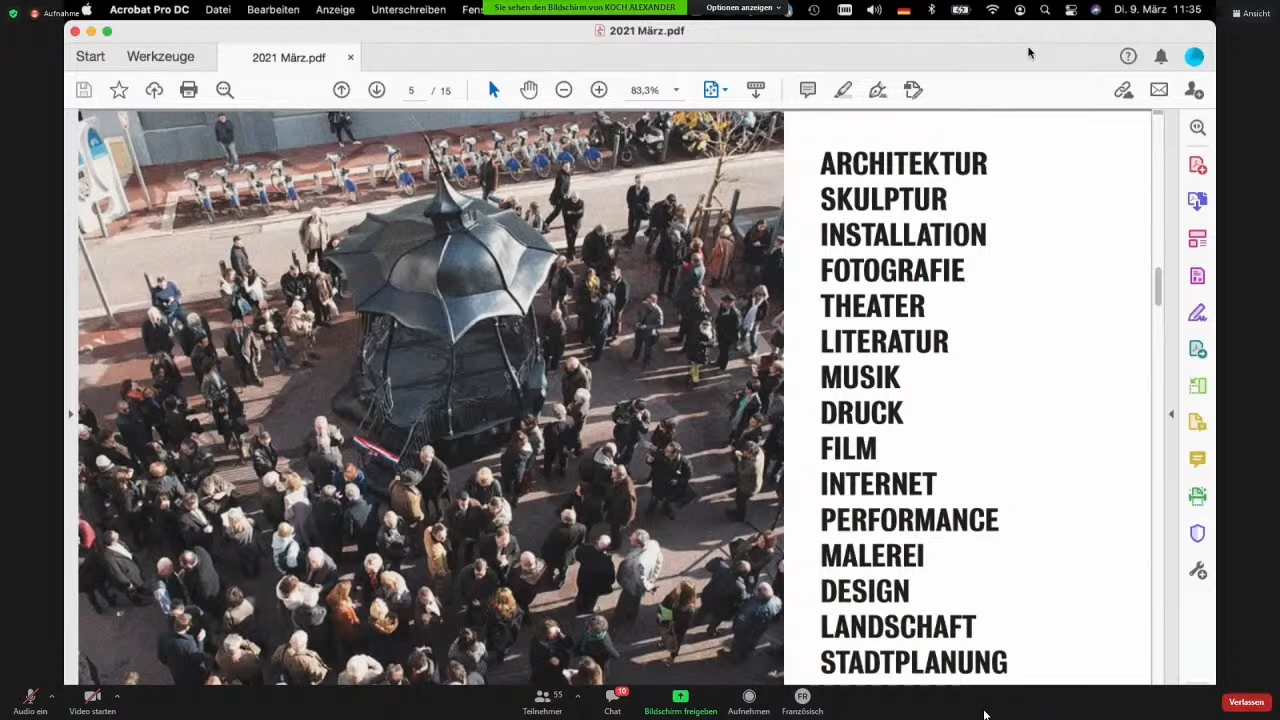 Aufnahme
Acrobat Pro DC Datei Bearbeiten Anzeige Unterschreiben Fens
Sie sehen den Bildschirm von KOCH ALEXANDER
Optionen anzeigen
Di. 9. März 11:35
Ansicht
2021 März.pdf
Start Werkzeuge 2021 März.pdf ×
5 / 15 83,3%
ARCHITEKTUR
SKULPTUR
INSTALLATION
FOTOGRAFIE
THEATER
LITERATUR
MUSIK
DRUCK
FILM
INTERNET
PERFORMANCE
MALEREI
DESIGN
LANDSCHAFT
STADTPLANUNG
55
10
FR
Audio ein Video starten Teilnehmer Chat Bildschirm freigeben Aufnehmen Französisch
Verlassen